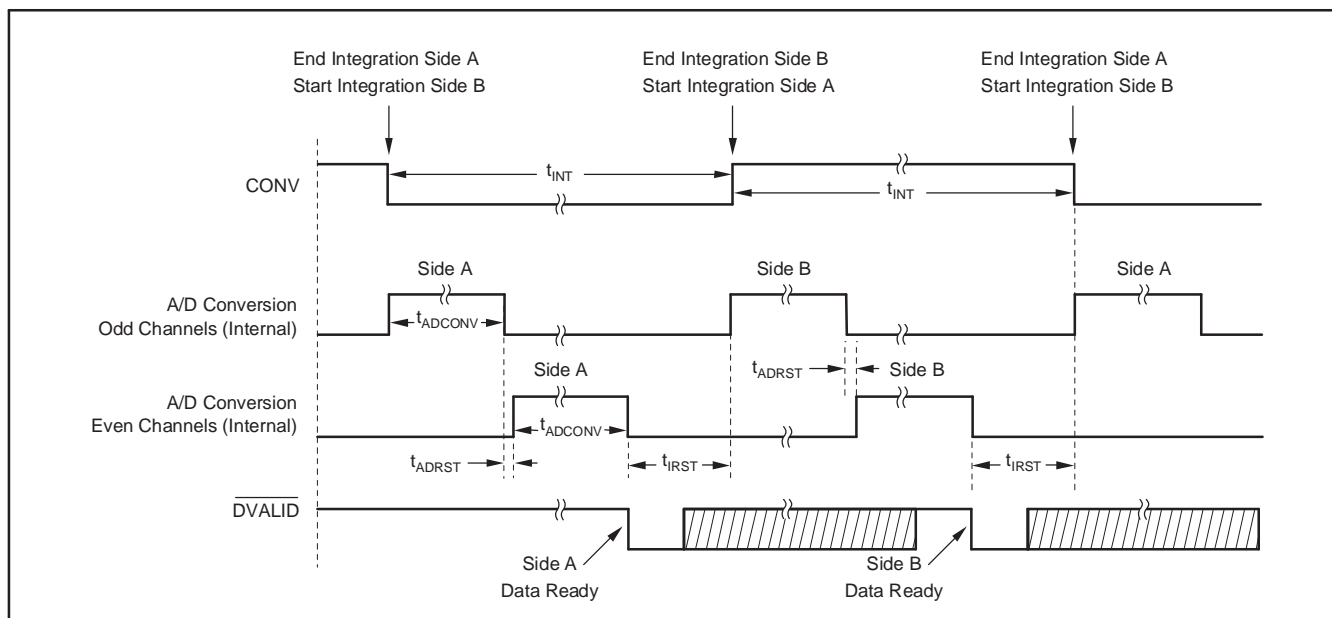 End Integration Side A
Start Integration Side B
End Integration Side B
Start Integration Side A
End Integration Side A
Start Integration Side B
CONV
tINT
tINT
Side A
Side B
Side A
A/D Conversion
Odd Channels (Internal)
tADCONV
tADRST
Side A
Side B
A/D Conversion
Even Channels (Internal)
tADCONV
tADRST
tIRST
tIRST
DVALID
Side A
Data Ready
Side B
Data Ready